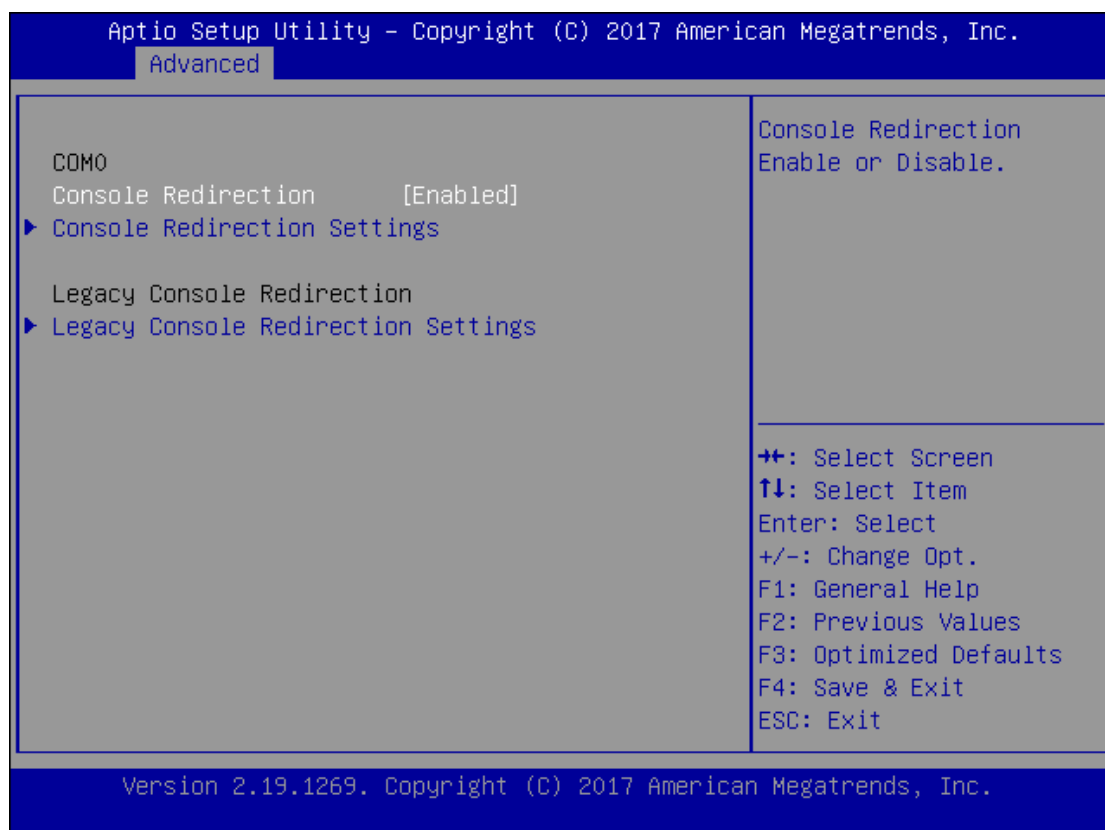 Aptio Setup Utility – Copyright (C) 2017 American Megatrends, Inc.
Advanced
COM0
Console Redirection [Enabled]
Console Redirection Settings
Legacy Console Redirection
Legacy Console Redirection Settings
Console Redirection
Enable or Disable.
→←: Select Screen
↑↓: Select Item
Enter: Select
+/-: Change Opt.
F1: General Help
F2: Previous Values
F3: Optimized Defaults
F4: Save & Exit
ESC: Exit
Version 2.19.1269. Copyright (C) 2017 American Megatrends, Inc.